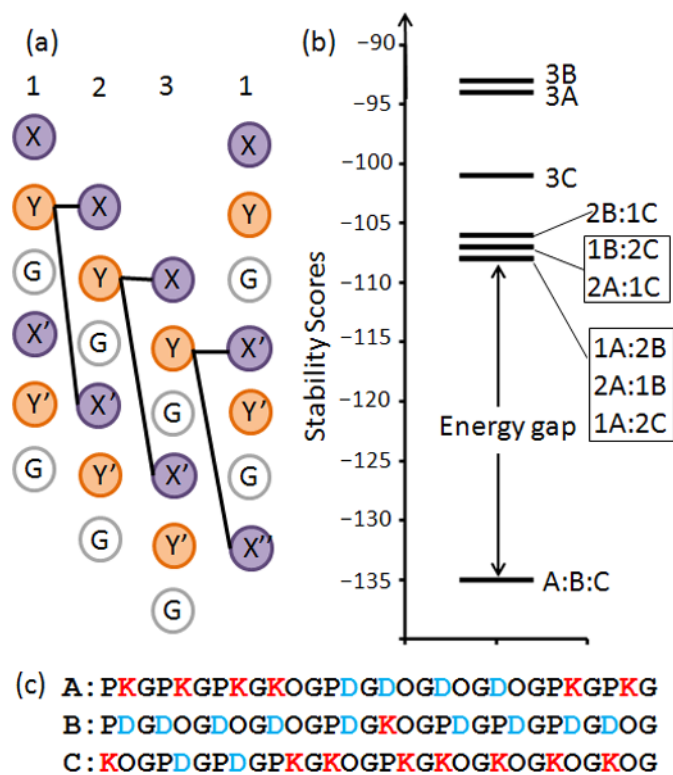 (a)
1 2 3 1
X X
Y X Y
G Y X G
X' G Y X'
Y' X' G Y'
G Y' X' G
G Y' X''
G
(b)
Stability Scores
−90
−95
−100
−105
−110
−115
−120
−125
−130
−135
3B
3A
3C
2B:1C
1B:2C
2A:1C
1A:2B
2A:1B
1A:2C
Energy gap
A:B:C
(c) A:PKGPKGPKGKOGPDGDOGDOGDOGPKGPKG
B:PDGDOGDOGDOGPDGKOGPDGPDGPDGDOG
C:KOGPDGPDGPKGKOGPKGKOGKOGKOGKOG